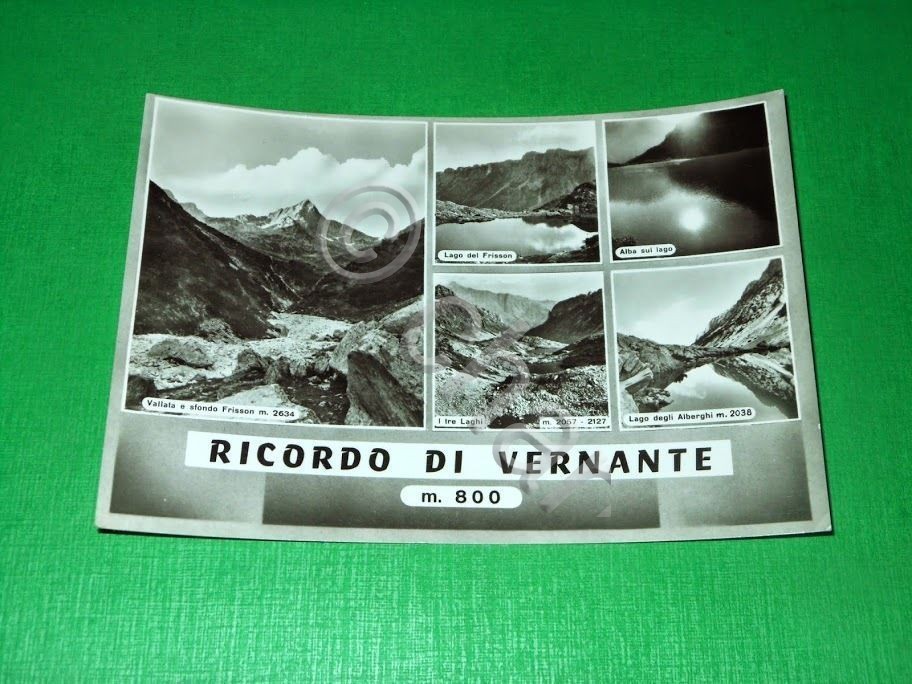 Lago del Frisson
Alba sul lago
Vallata e sfondo Frisson m. 2634
I tre Laghi m. 2057 - 2127
Lago degli Alberghi m. 2038
RICORDO DI VERNANTE
m. 800